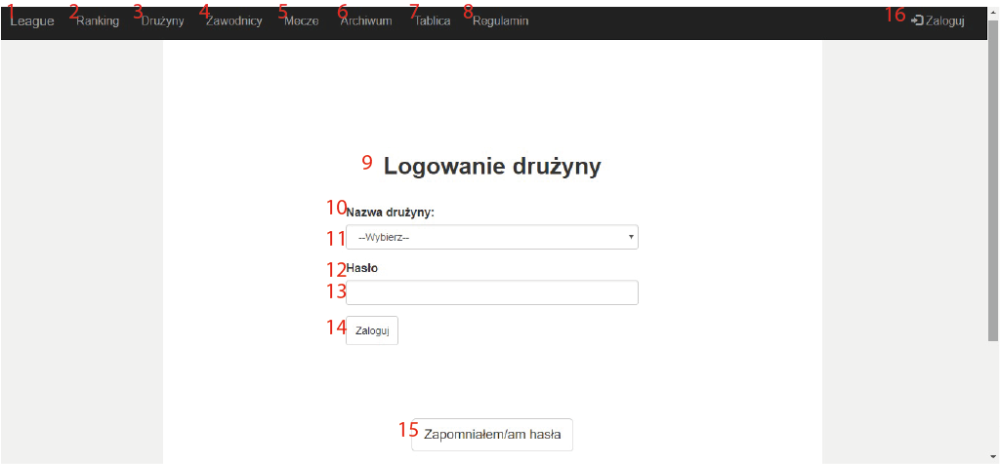 1 League 2 Ranking 3 Drużyny 4 Zawodnicy 5 Mecze 6 Archiwum 7 Tablica 8 Regulamin 16 Zaloguj
9 Logowanie drużyny
10 Nazwa drużyny:
11 --Wybierz--
12 Hasło
13
14 Zaloguj
15 Zapomniałem/am hasła